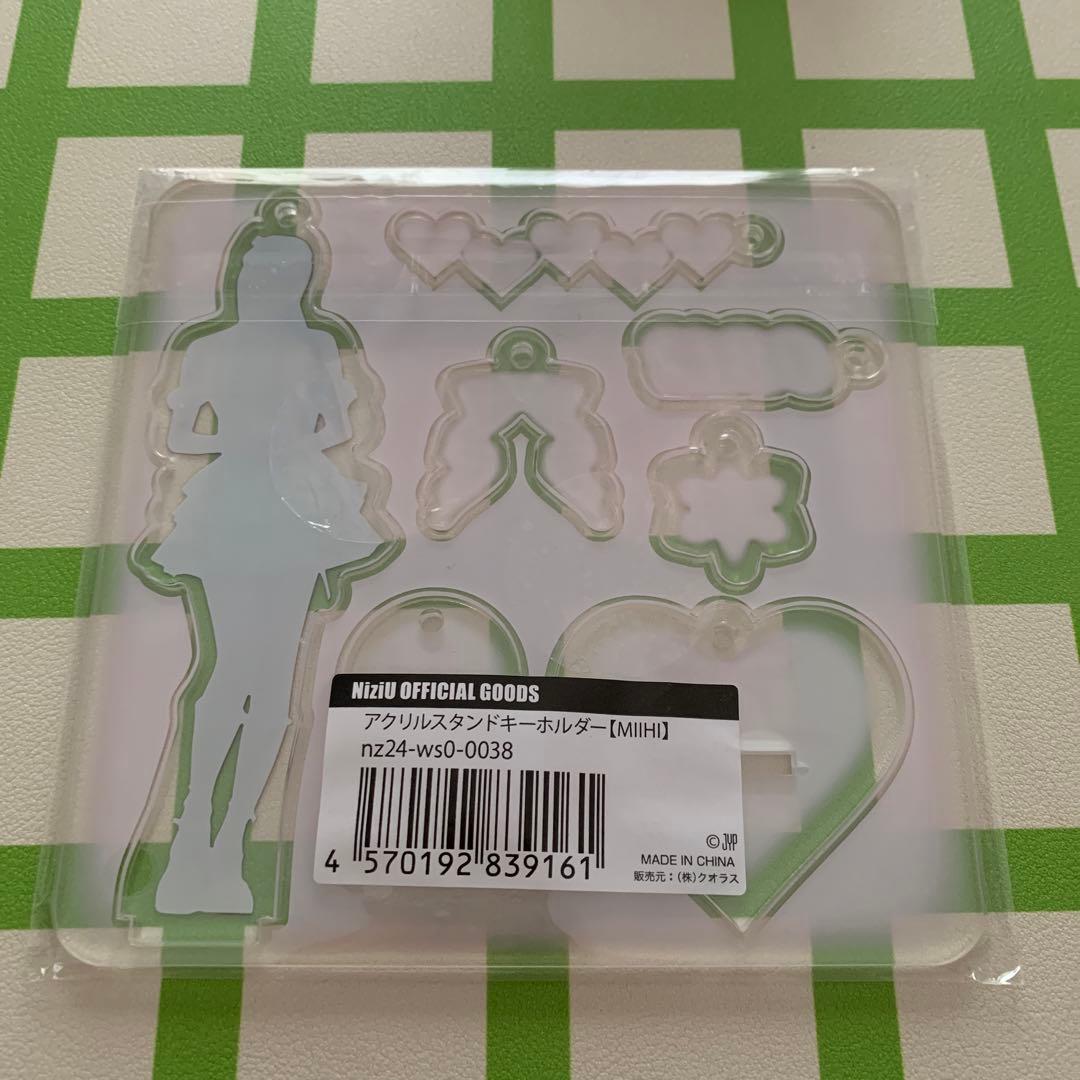 NiziU OFFICIAL GOODS
アクリルスタンドキーホルダー【MIIHI】
nz24-ws0-0038
4 570192 839161
© JYP
MADE IN CHINA
販売元：(株)クオラス